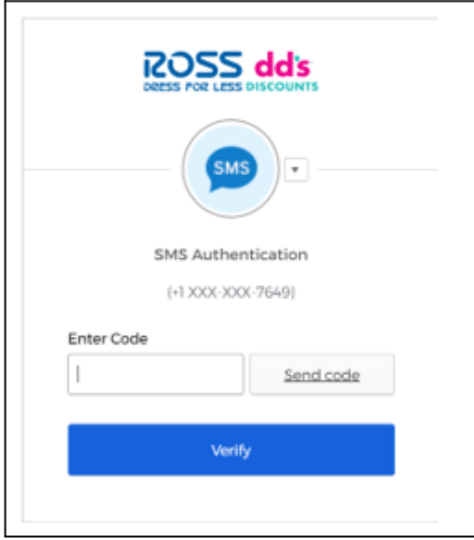 ROSS dd's
DRESS FOR LESS DISCOUNTS
SMS
SMS Authentication
(+1 XXX-XXX-7649)
Enter Code
Send code
Verify